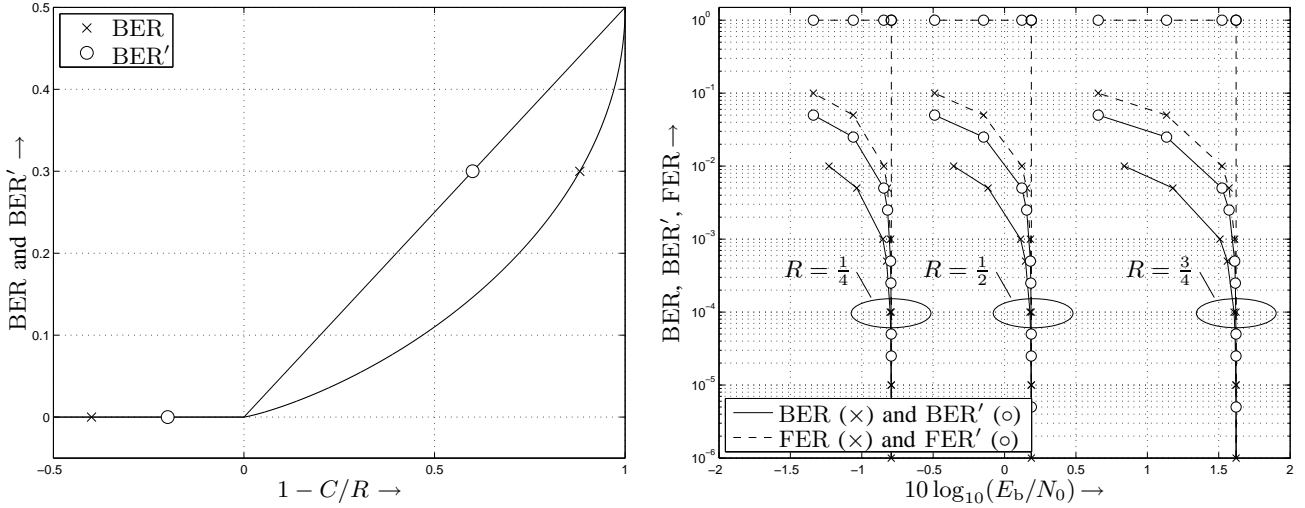 0.5
0.4
0.3
0.2
0.1
0
-0.5
0
0.5
1
BER and BER′ →
1 − C/R →
× BER
○ BER′
10^0
10^-1
10^-2
10^-3
10^-4
10^-5
10^-6
BER, BER′, FER →
R = 1/4
R = 1/2
R = 3/4
BER (×) and BER′ (○)
FER (×) and FER′ (○)
-2
-1.5
-1
-0.5
0
0.5
1
1.5
2
10 log10(Eb/N0) →